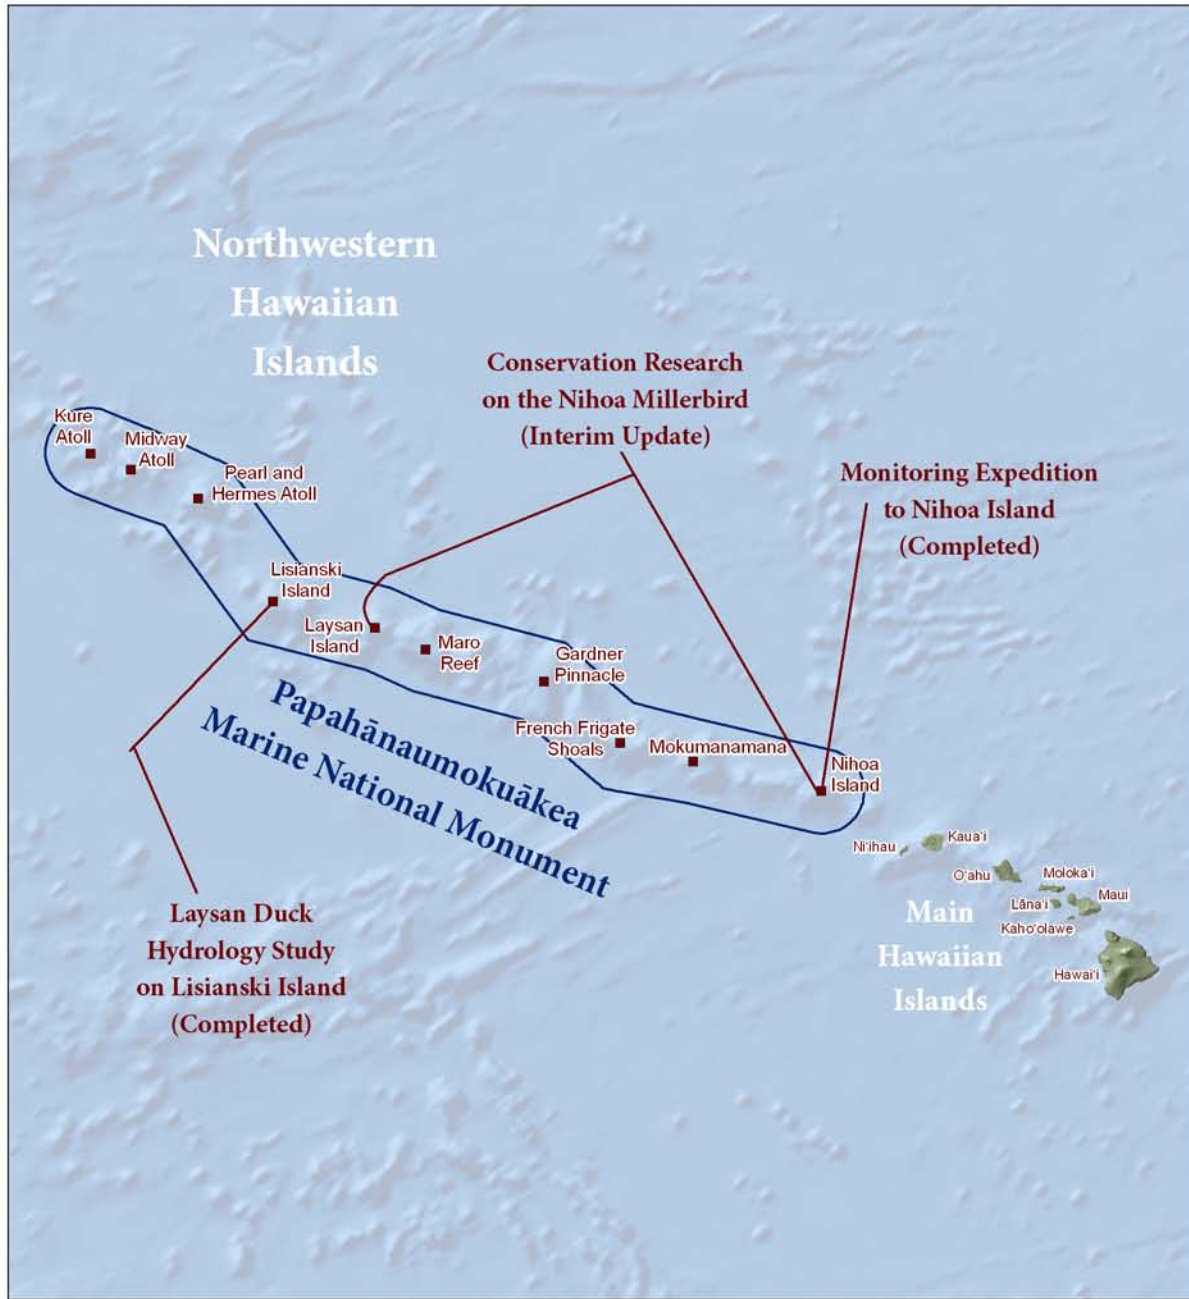 Northwestern
Hawaiian
Islands
Conservation Research
on the Nihoa Millerbird
(Interim Update)
Monitoring Expedition
to Nihoa Island
(Completed)
Kure
Atoll
Midway
Atoll
Pearl and
Hermes Atoll
Lisianski
Island
Laysan
Island
Maro
Reef
Gardner
Pinnacle
French Frigate
Shoals
Mokumanamana
Nihoa
Island
Papahānaumokuākea
Marine National Monument
Ni'ihau
Kaua'i
O'ahu
Moloka'i
Lāna'i
Maui
Kaho'olawe
Hawai'i
Main
Hawaiian
Islands
Laysan Duck
Hydrology Study
on Lisianski Island
(Completed)